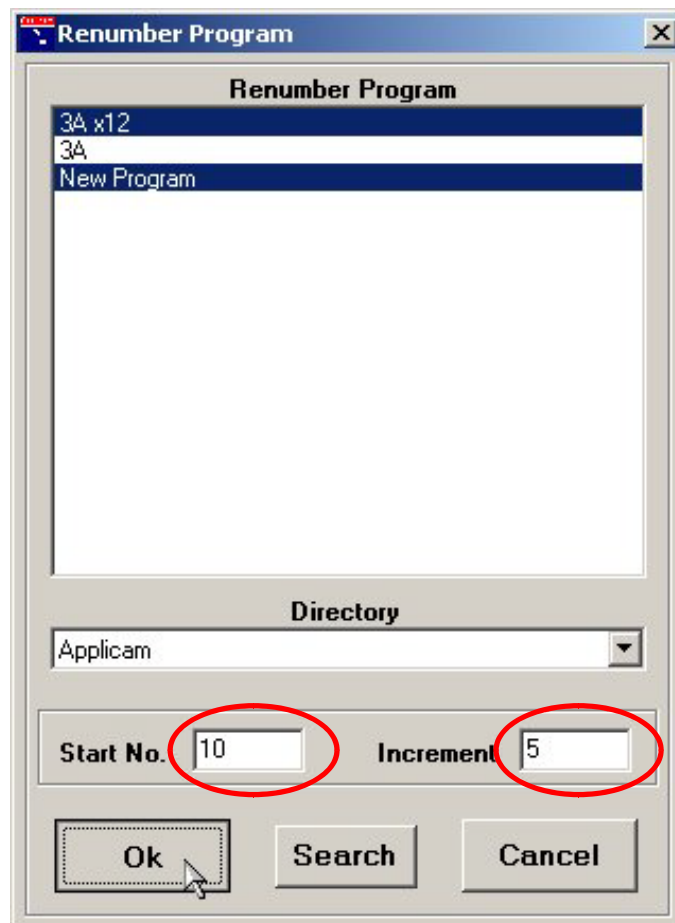 Renumber Program
Renumber Program
3A x12
3A
New Program
Directory
Applicam
Start No. 10 Increment 5
Ok Search Cancel